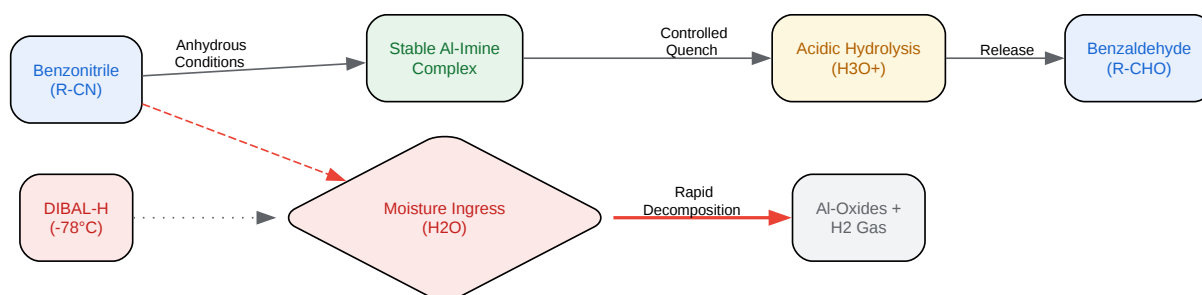 Benzonitrile
(R-CN)
Anhydrous
Conditions
Stable Al-Imine
Complex
Controlled
Quench
Acidic Hydrolysis
(H3O+)
Release
Benzaldehyde
(R-CHO)
DIBAL-H
(-78°C)
Moisture Ingress
(H2O)
Rapid
Decomposition
Al-Oxides +
H2 Gas